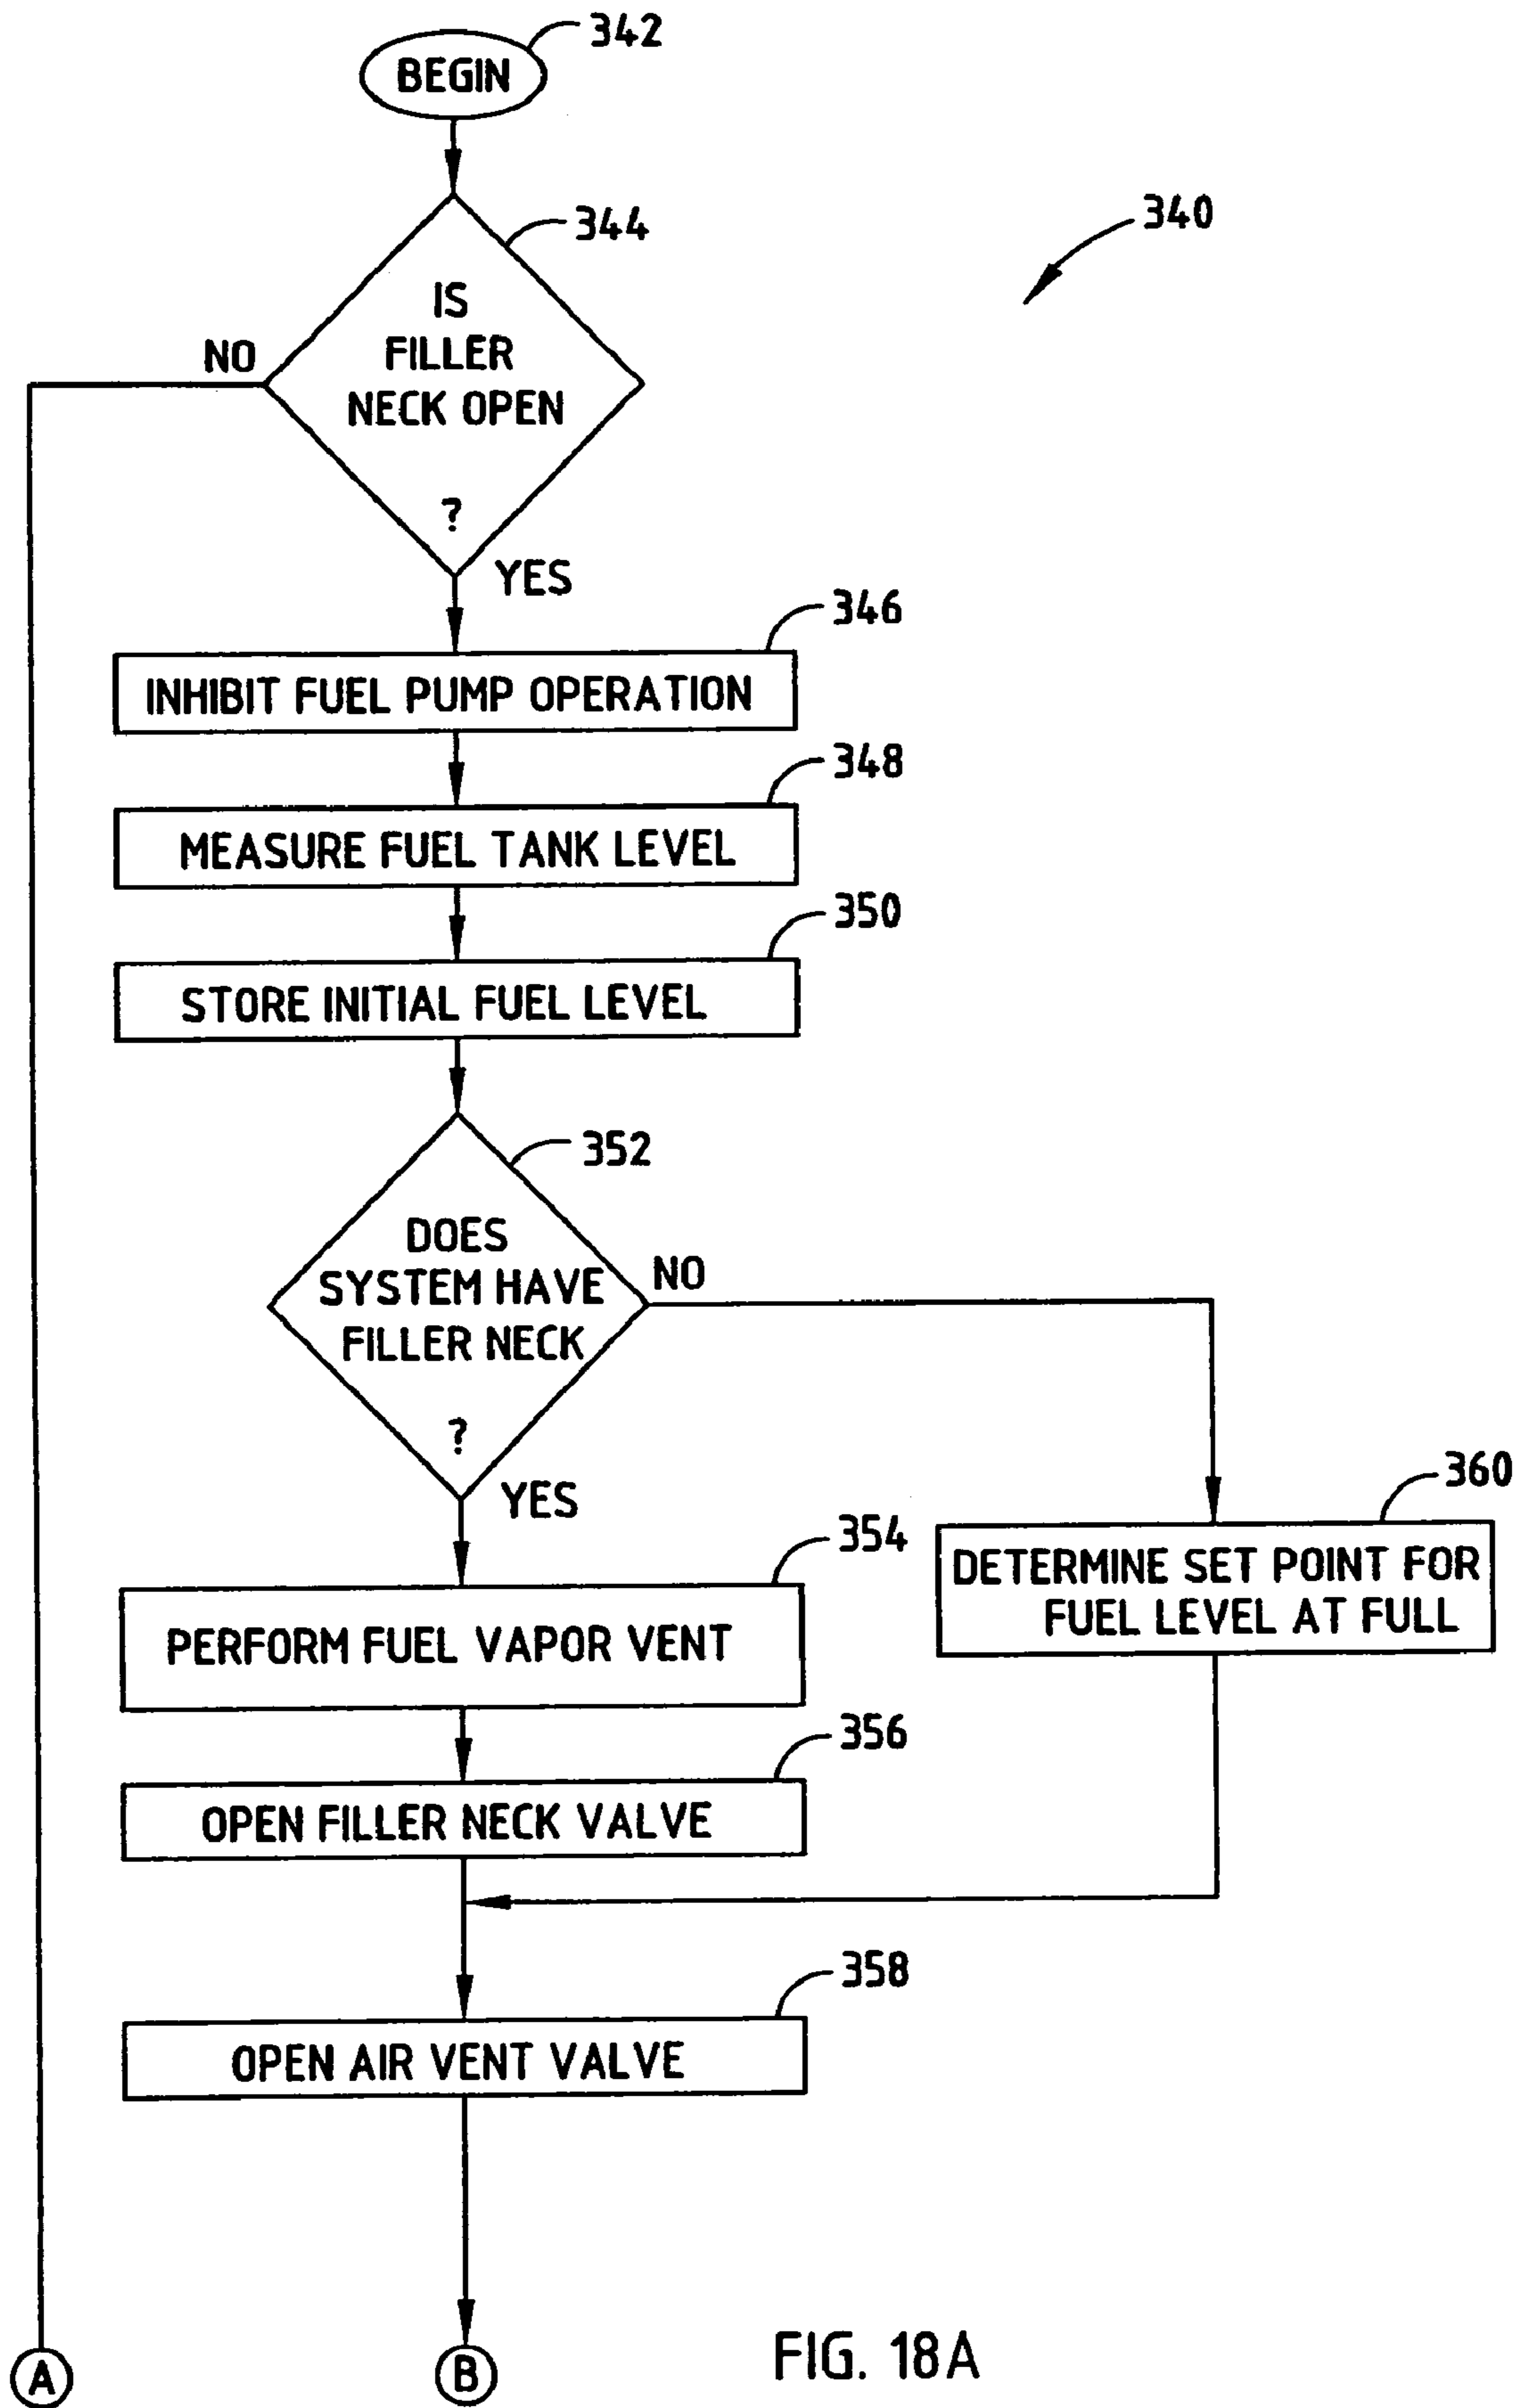 342
BEGIN
344
340
IS
FILLER
NECK OPEN
?
NO
YES
346
INHIBIT FUEL PUMP OPERATION
348
MEASURE FUEL TANK LEVEL
350
STORE INITIAL FUEL LEVEL
352
DOES
SYSTEM HAVE
FILLER NECK
?
NO
YES
360
DETERMINE SET POINT FOR
FUEL LEVEL AT FULL
354
PERFORM FUEL VAPOR VENT
356
OPEN FILLER NECK VALVE
358
OPEN AIR VENT VALVE
A
B
FIG. 18A